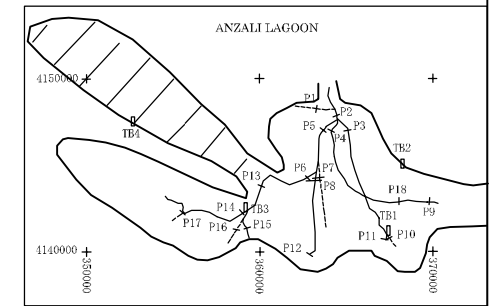 ANZALI LAGOON
4150000
P1
P2
P5
P4
P3
TB4
TB2
P6
P7
P8
P13
P18
P14
TB3
TB1
P9
P17
P16
P15
P11
P10
P12
4140000
350000
360000
370000